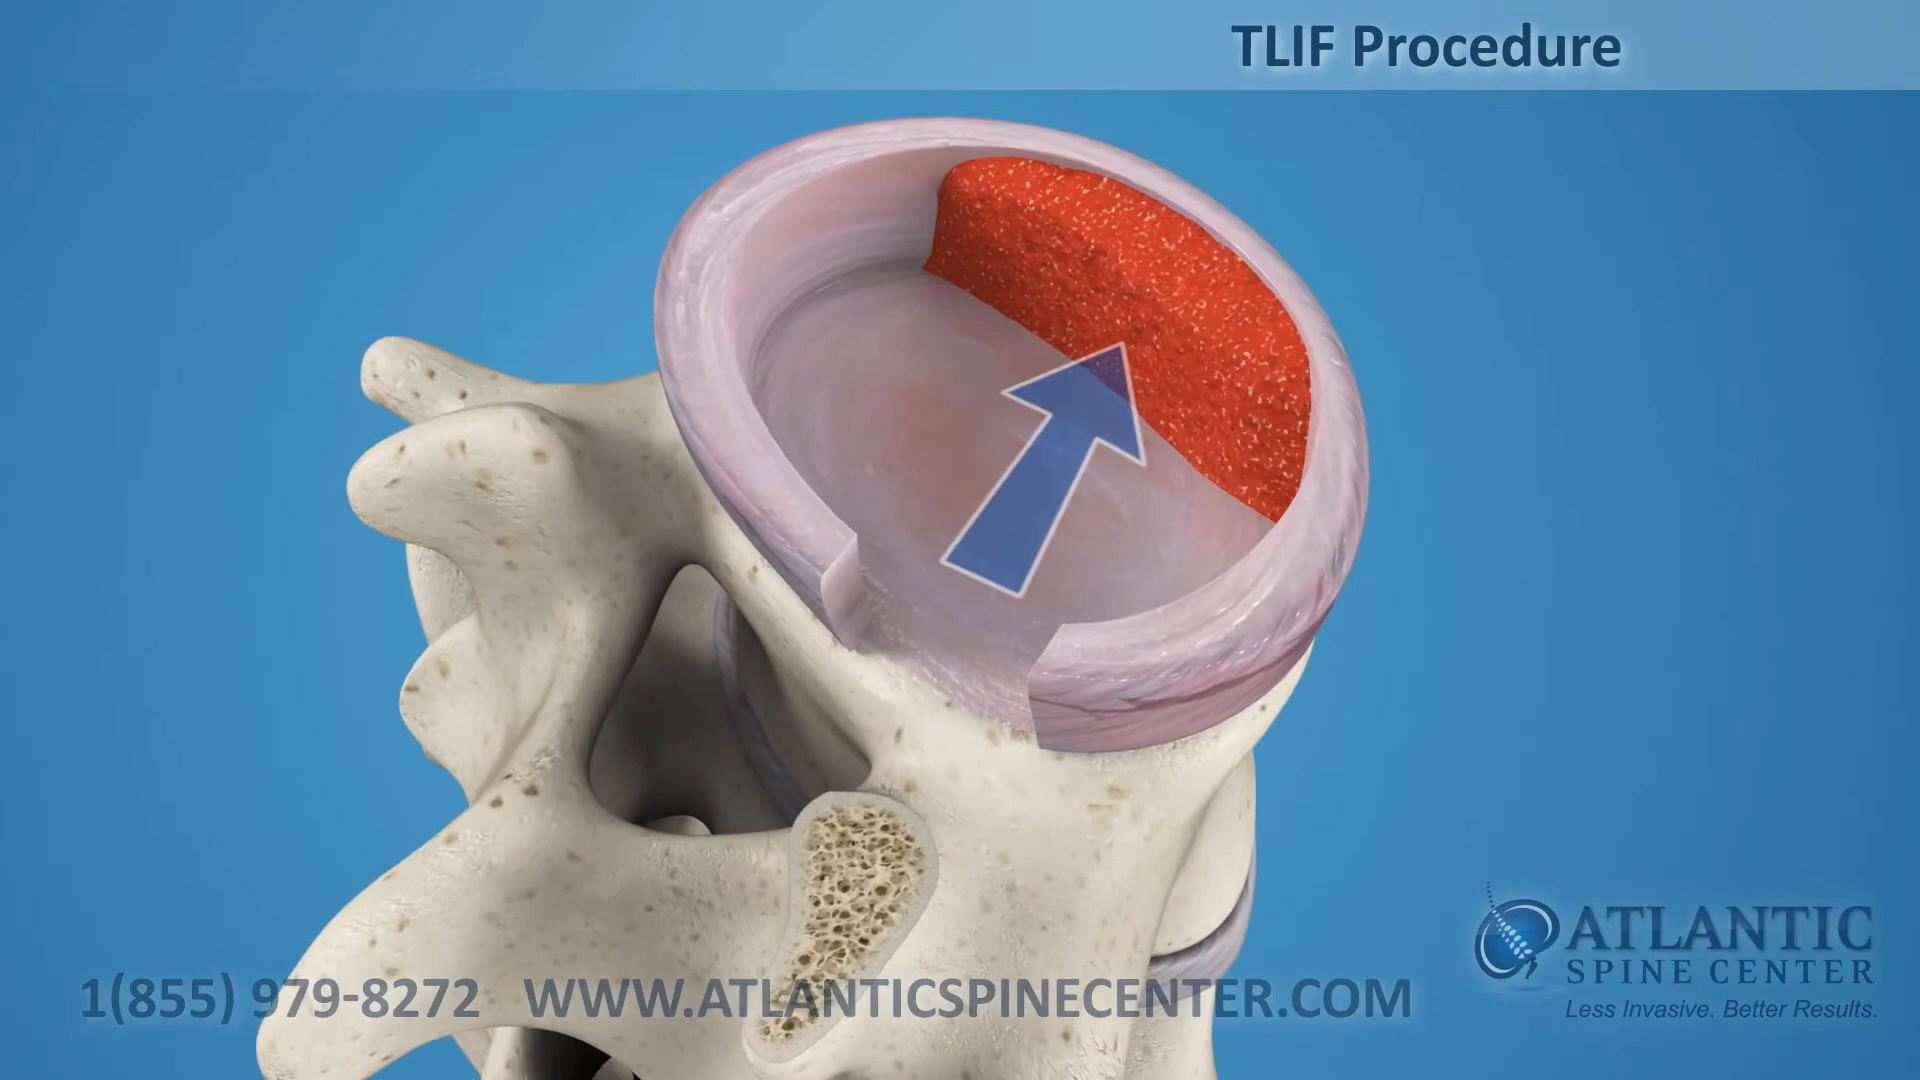 TLIF Procedure
ATLANTIC
SPINE CENTER
Less Invasive. Better Results.
1(855) 979-8272 WWW.ATLANTICSPINECENTER.COM